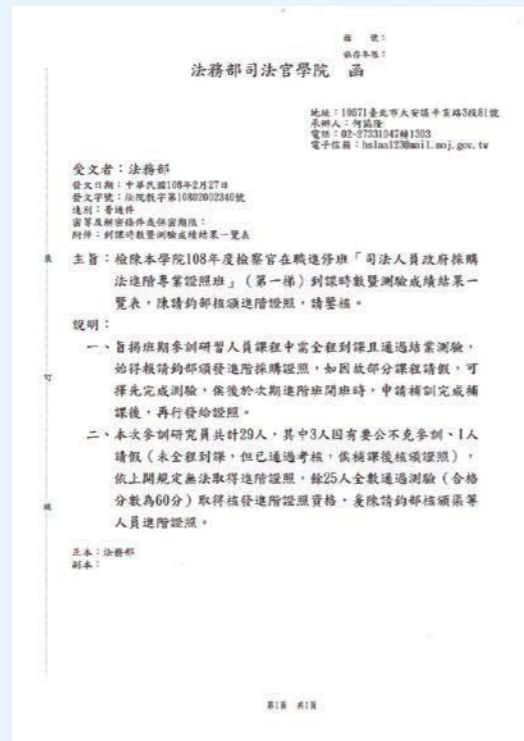 檔　號：
保存年限：
法務部司法官學院　函
地址：10671臺北市大安區辛亥路3段81號
承辦人：何協隆
電話：02-27331047轉1303
電子信箱：hslaa123@mail.moj.gov.tw
受文者：法務部
發文日期：中華民國108年2月27日
發文字號：法院教字第10802002340號
速別：普通件
密等及解密條件或保密期限：
附件：到課時數暨測驗成績結果一覽表
主旨：檢陳本學院108年度檢察官在職進修班「司法人員政府採購
法進階專業證照班」（第一梯）到課時數暨測驗成績結果一
覽表，陳請鈞部核頒進階證照，請鑒核。
說明：
一、旨揭班期參訓研習人員課程中需全程到課且通過結業測驗，
始得報請鈞部頒發進階採購證照，如因故部分課程請假，可
擇先完成測驗，俟後於次期進階班開班時，申請補訓完成補
課後，再行發給證照。
二、本次參訓研究員共計29人，其中3人因有要公不克參訓、1人
請假（未全程到課，但已通過考核，俟補課後核頒證照），
依上開規定無法取得進階證照，餘25人全數通過測驗（合格
分數為60分）取得核發進階證照資格，爰陳請鈞部核頒渠等
人員進階證照。
正本：法務部
副本：
裝
訂
線
第1頁　共1頁